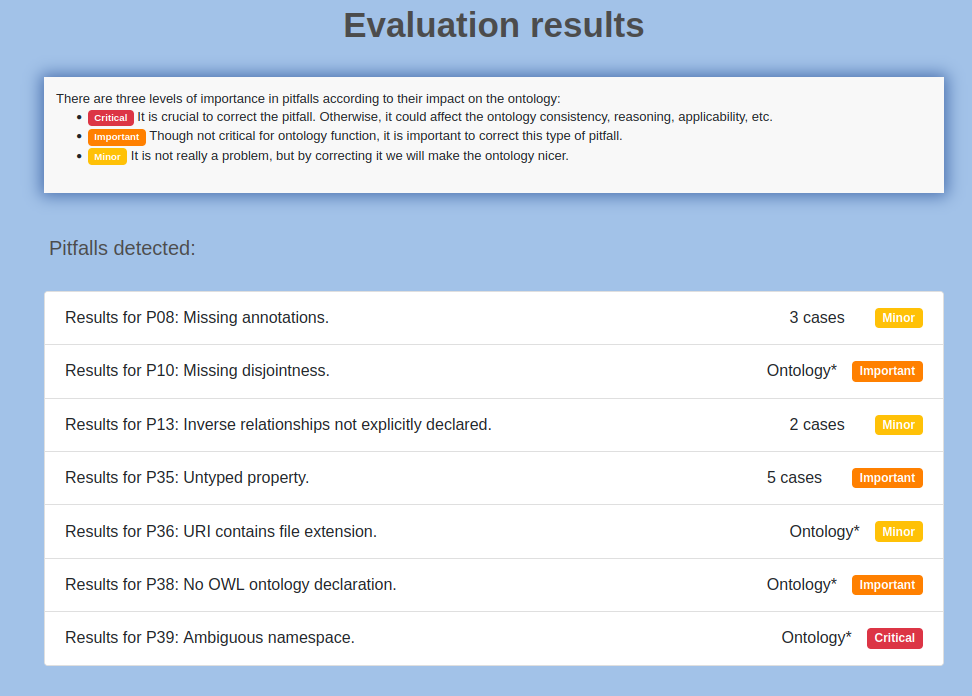 Evaluation results
There are three levels of importance in pitfalls according to their impact on the ontology:
• Critical It is crucial to correct the pitfall. Otherwise, it could affect the ontology consistency, reasoning, applicability, etc.
• Important Though not critical for ontology function, it is important to correct this type of pitfall.
• Minor It is not really a problem, but by correcting it we will make the ontology nicer.
Pitfalls detected:
Results for P08: Missing annotations. 3 cases Minor
Results for P10: Missing disjointness. Ontology* Important
Results for P13: Inverse relationships not explicitly declared. 2 cases Minor
Results for P35: Untyped property. 5 cases Important
Results for P36: URI contains file extension. Ontology* Minor
Results for P38: No OWL ontology declaration. Ontology* Important
Results for P39: Ambiguous namespace. Ontology* Critical